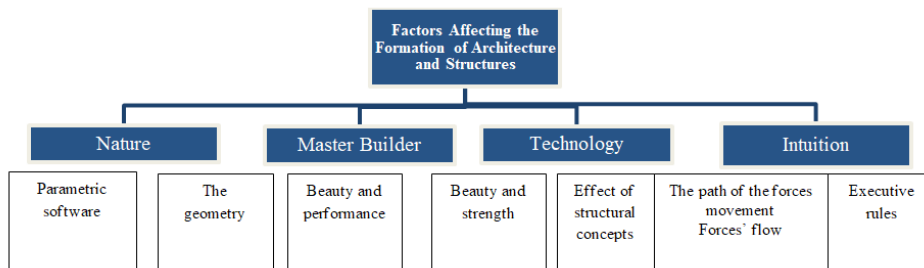 Factors Affecting the
Formation of Architecture
and Structures
Nature
Master Builder
Technology
Intuition
Parametric
software
The
geometry
Beauty and
performance
Beauty and
strength
Effect of
structural
concepts
The path of the forces
movement
Forces' flow
Executive
rules